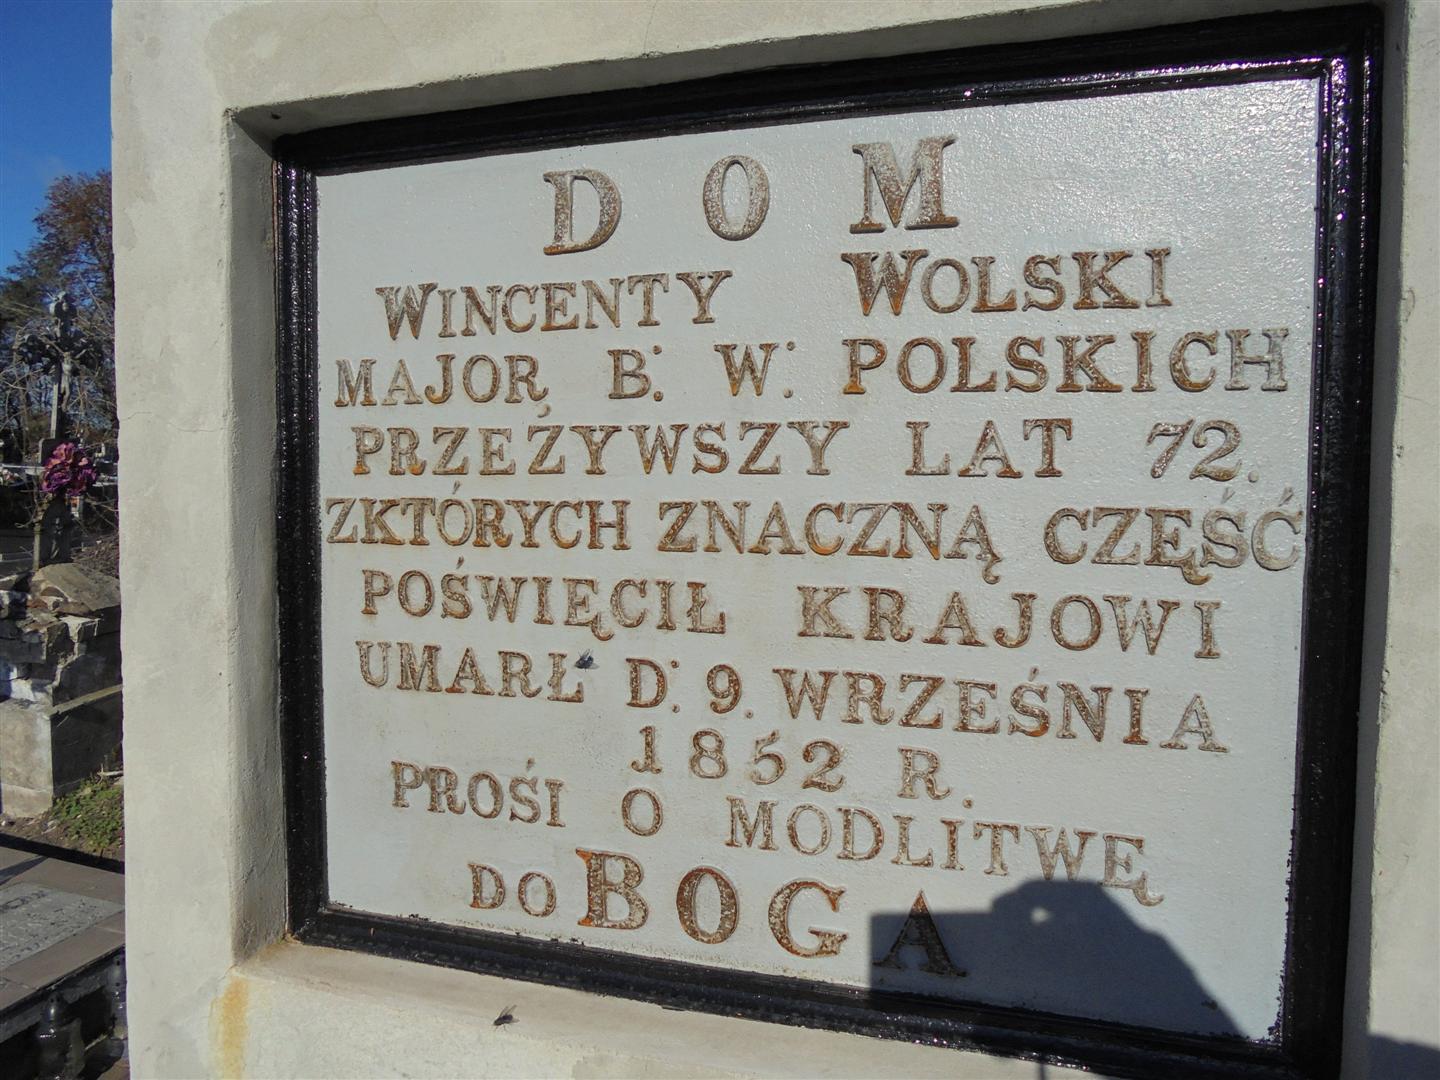 D O M
WINCENTY WOLSKI
MAJOR B: W: POLSKICH
PRZEŻYWSZY LAT 72.
ZKTÓRYCH ZNACZNĄ CZĘŚĆ
POŚWIĘCIŁ KRAJOWI
UMARŁ D: 9. WRZEŚNIA
1852 R.
PROŚI O MODLITWĘ
DO BOGA